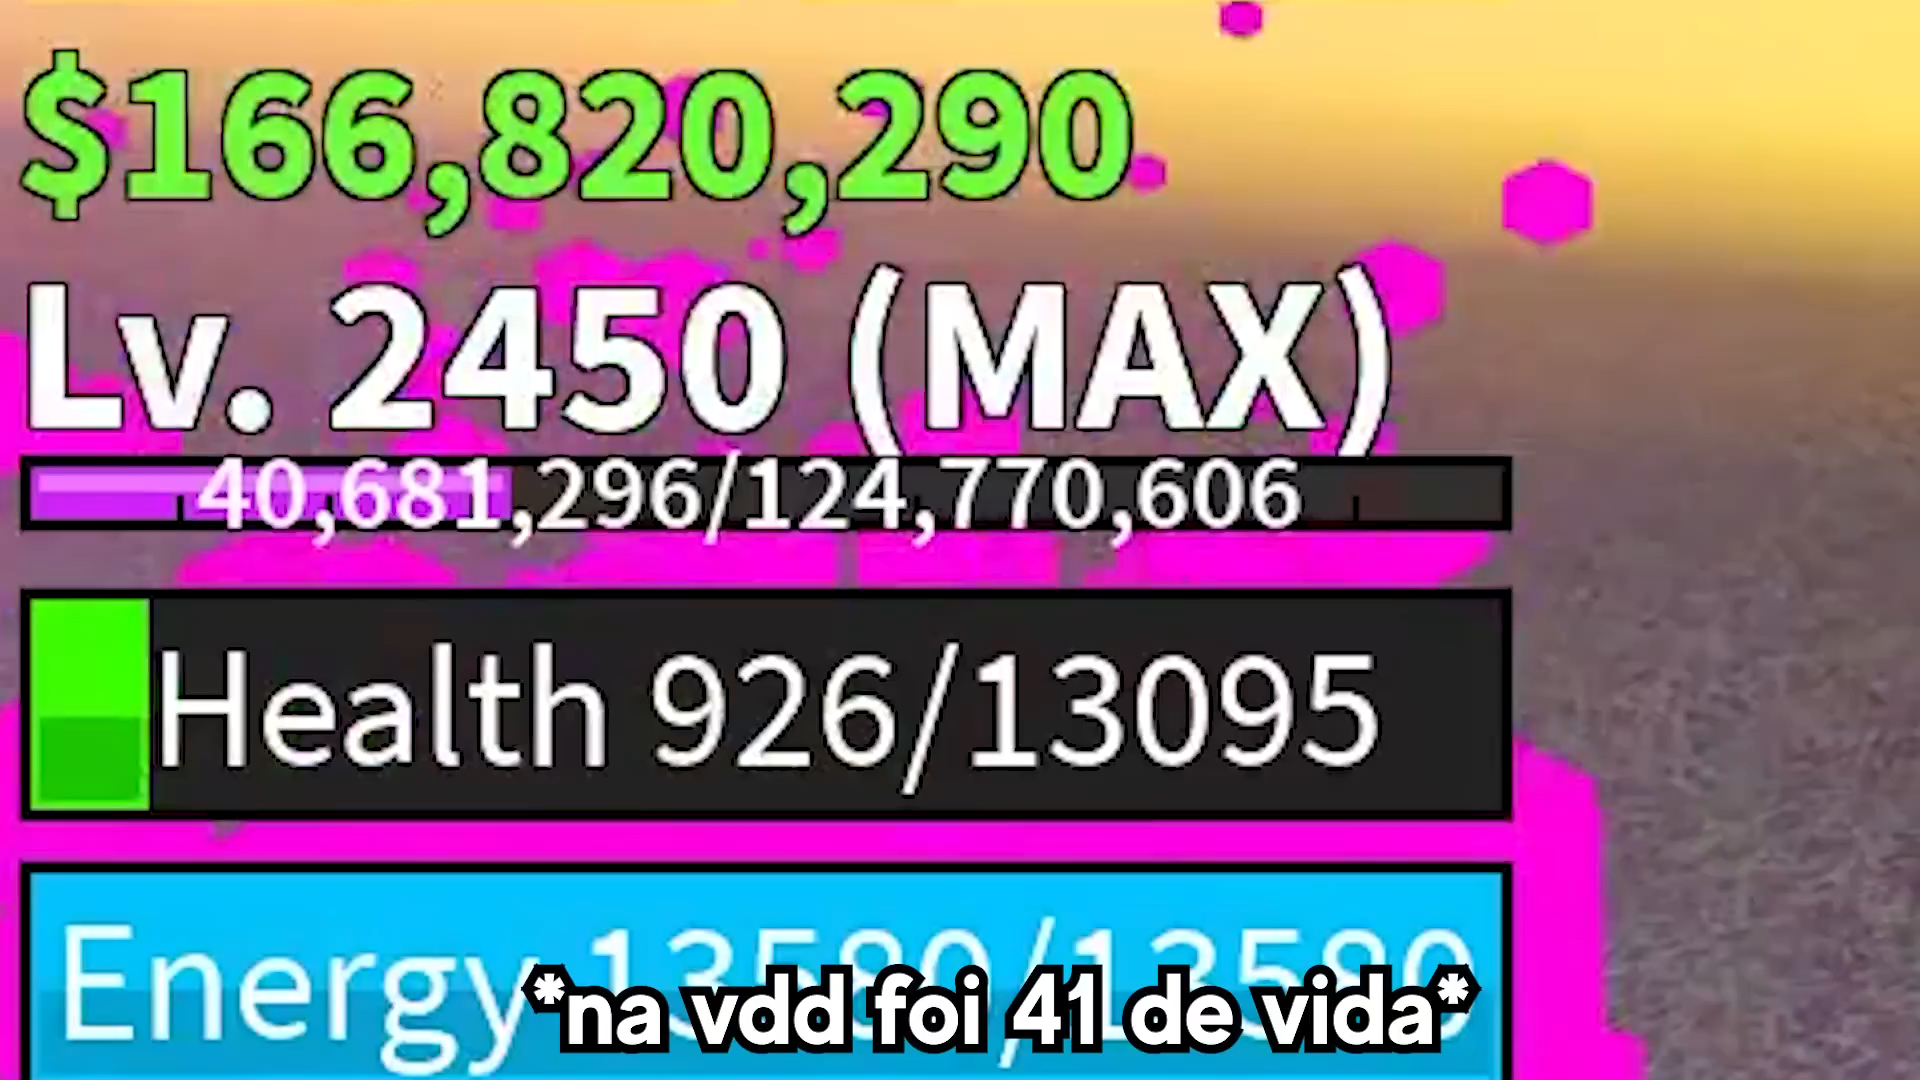 $166,820,290
Lv. 2450 (MAX)
40,681,296/124,770,606
Health 926/13095
Energy 13580/13580
*na vdd foi 41 de vida*